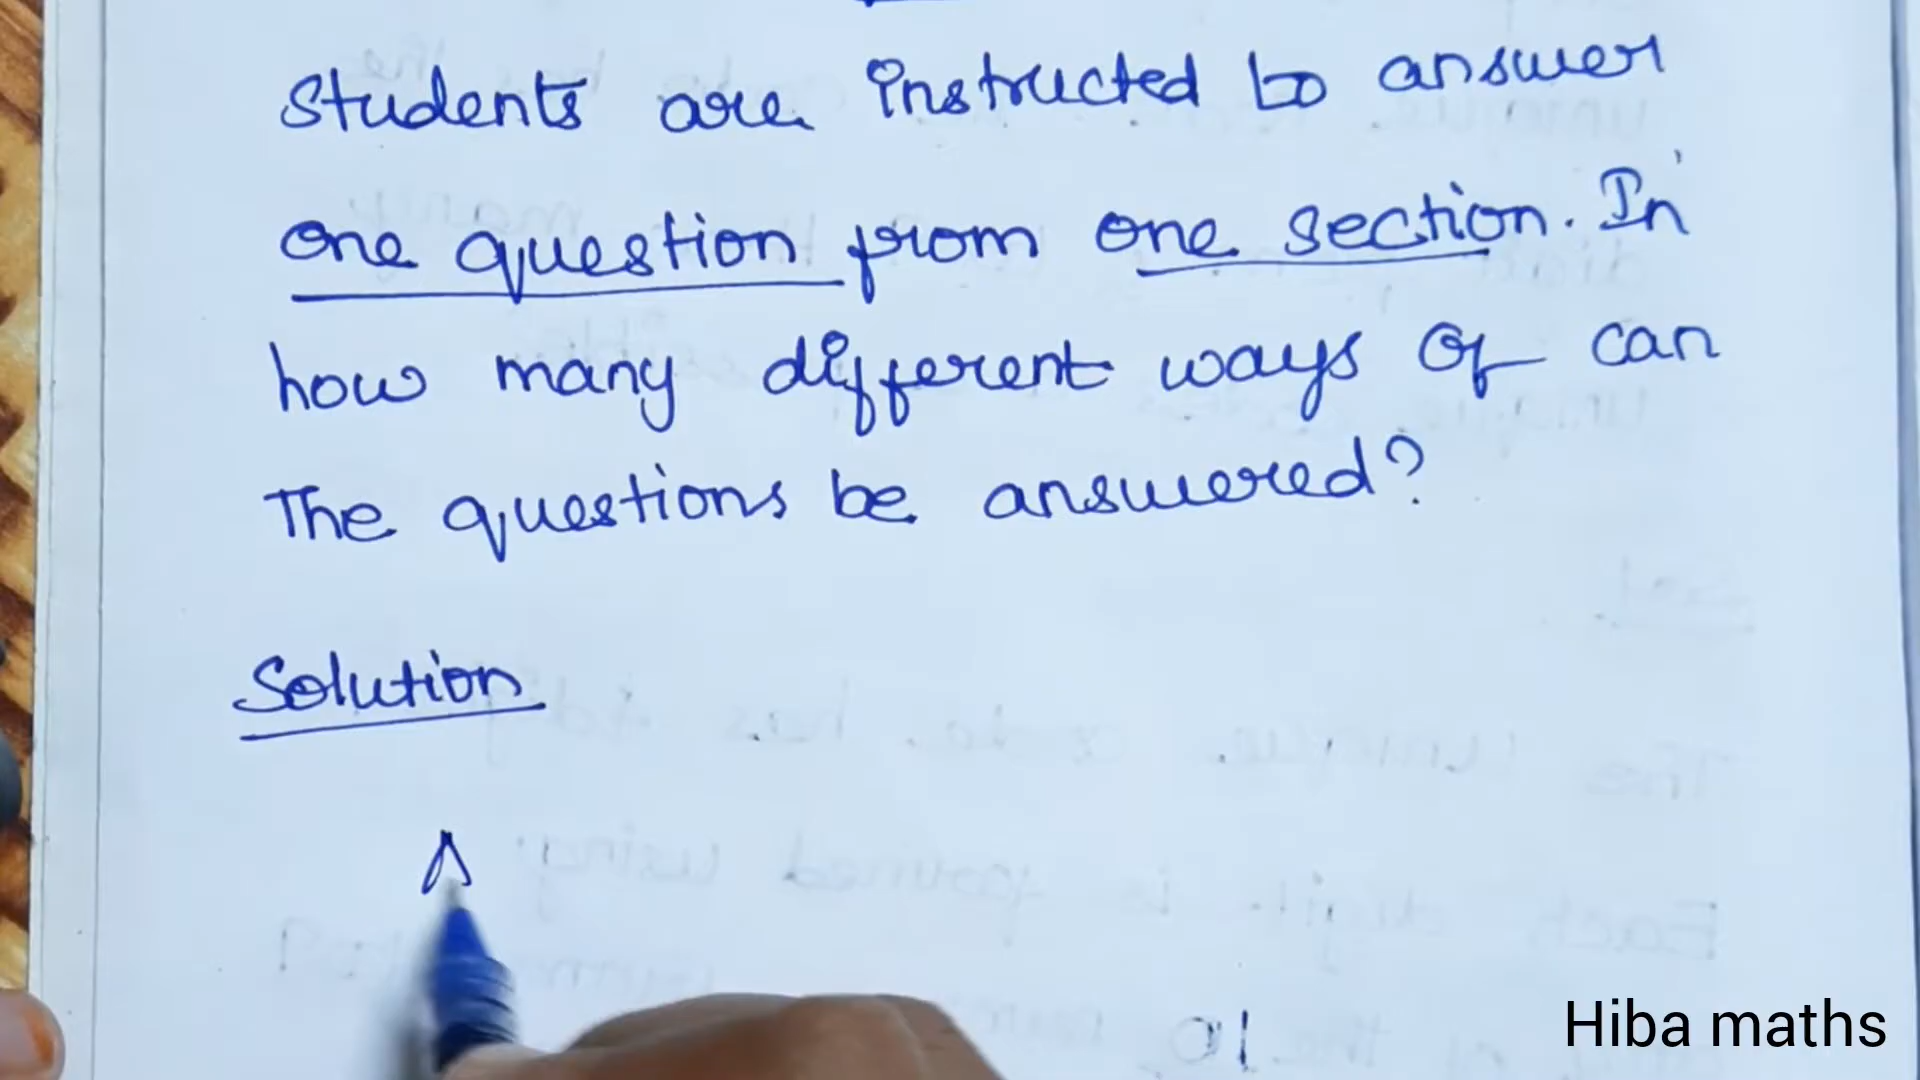 Students are instructed to answer
one question from one section. In
how many different ways of can
The questions be answered?
Solution
A
Hiba maths